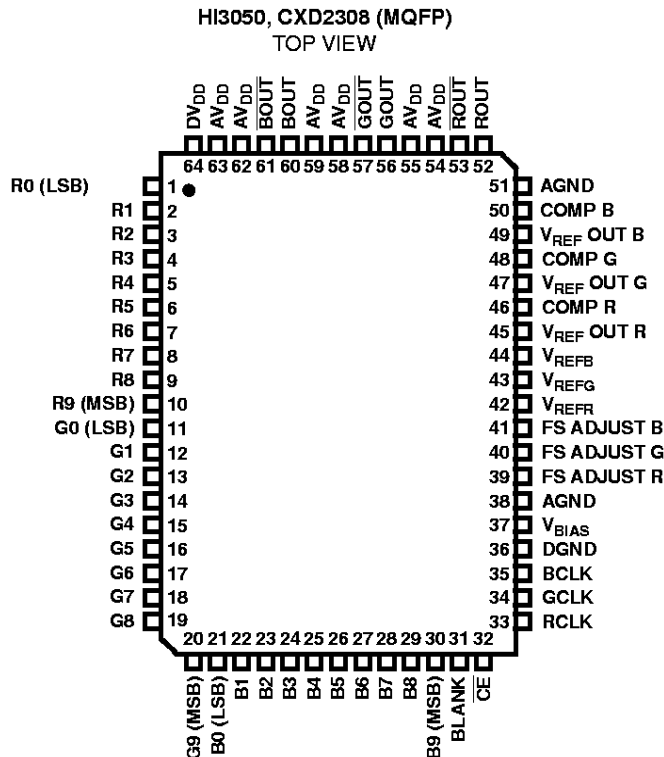 HI3050, CXD2308 (MQFP)
TOP VIEW
DVDD AVDD AVDD BOUT BOUT AVDD AVDD GOUT GOUT AVDD AVDD ROUT ROUT
64 63 62 61 60 59 58 57 56 55 54 53 52
R0 (LSB) 1 51 AGND
R1 2 50 COMP B
R2 3 49 VREF OUT B
R3 4 48 COMP G
R4 5 47 VREF OUT G
R5 6 46 COMP R
R6 7 45 VREF OUT R
R7 8 44 VREFB
R8 9 43 VREFG
R9 (MSB) 10 42 VREFR
G0 (LSB) 11 41 FS ADJUST B
G1 12 40 FS ADJUST G
G2 13 39 FS ADJUST R
G3 14 38 AGND
G4 15 37 VBIAS
G5 16 36 DGND
G6 17 35 BCLK
G7 18 34 GCLK
G8 19 33 RCLK
20 21 22 23 24 25 26 27 28 29 30 31 32
G9 (MSB) B0 (LSB) B1 B2 B3 B4 B5 B6 B7 B8 B9 (MSB) BLANK CE